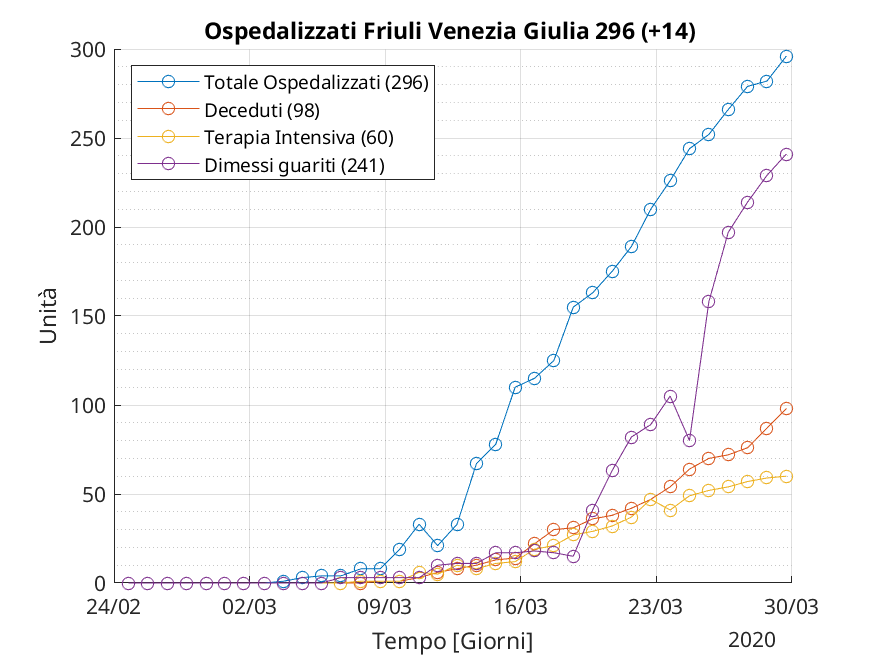 Ospedalizzati Friuli Venezia Giulia 296 (+14)
Totale Ospedalizzati (296)
Deceduti (98)
Terapia Intensiva (60)
Dimessi guariti (241)
300
250
200
150
100
50
0
Unità
24/02 02/03 09/03 16/03 23/03 30/03
Tempo [Giorni]
2020